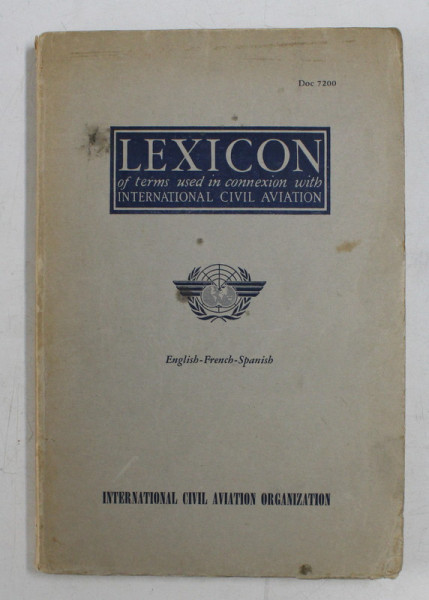 Doc 7200
LEXICON
of terms used in connexion with
INTERNATIONAL CIVIL AVIATION
English-French-Spanish
INTERNATIONAL CIVIL AVIATION ORGANIZATION